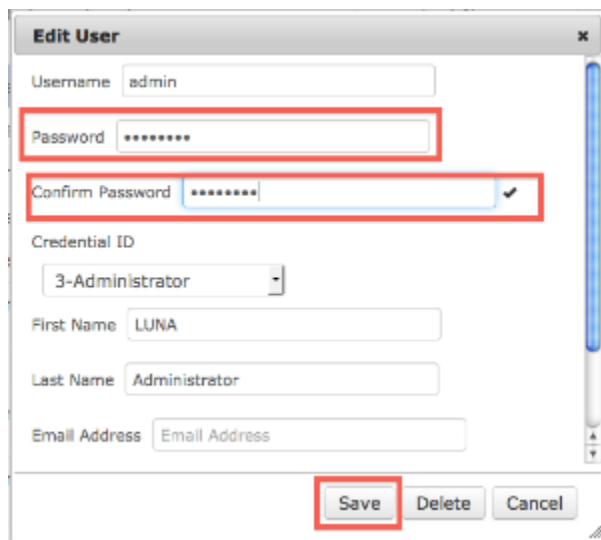 Edit User
Username admin
Password ••••••••
Confirm Password ••••••••
Credential ID
3-Administrator
First Name LUNA
Last Name Administrator
Email Address Email Address
Save Delete Cancel